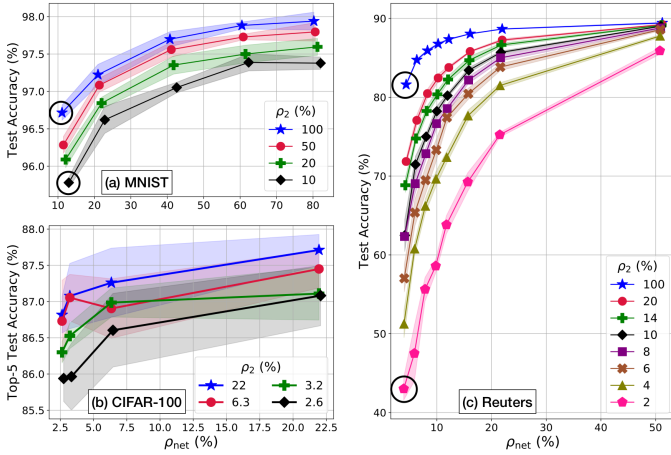 98.0
97.5
97.0
96.5
96.0
Test Accuracy (%)
ρ2 (%)
100
50
20
10
(a) MNIST
10 20 30 40 50 60 70 80
88.0
87.5
87.0
86.5
86.0
85.5
Top-5 Test Accuracy (%)
ρ2 (%)
22
3.2
6.3
2.6
(b) CIFAR-100
2.5 5.0 7.5 10.0 12.5 15.0 17.5 20.0 22.5
ρnet (%)
90
80
70
60
50
40
Test Accuracy (%)
ρ2 (%)
100
20
14
10
8
6
4
2
(c) Reuters
10 20 30 40 50
ρnet (%)